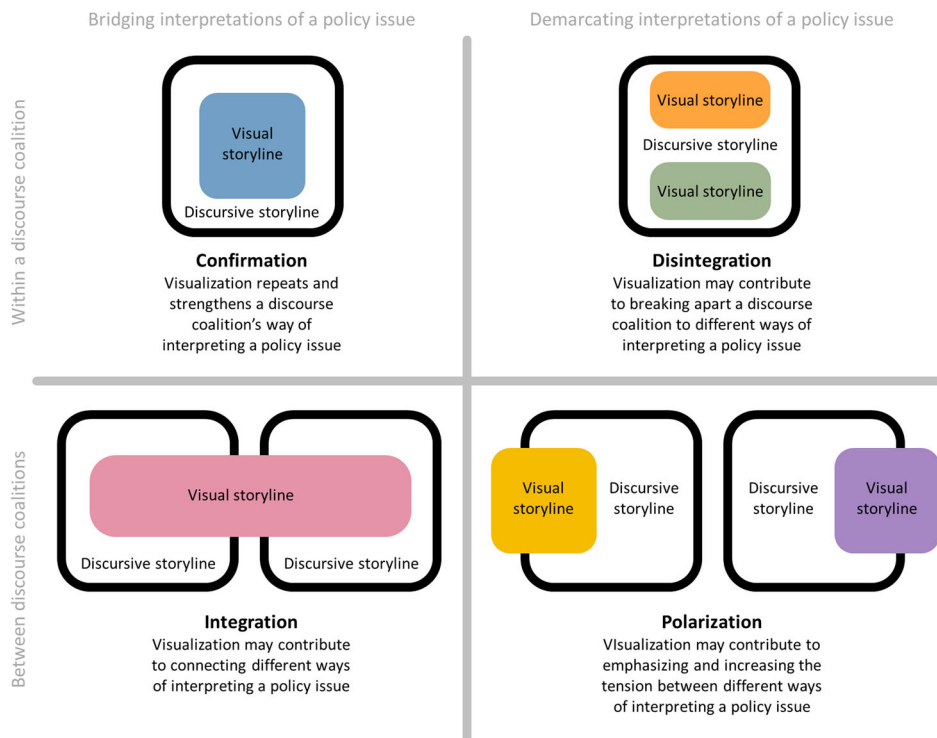 Bridging interpretations of a policy issue
Demarcating interpretations of a policy issue
Within a discourse coalition
Visual
storyline
Discursive storyline
Confirmation
Visualization repeats and
strengthens a discourse
coalition's way of
interpreting a policy issue
Visual storyline
Discursive storyline
Visual storyline
Disintegration
Visualization may contribute
to breaking apart a discourse
coalition to different ways of
interpreting a policy issue
Between discourse coalitions
Visual storyline
Discursive storyline
Discursive storyline
Integration
Visualization may contribute
to connecting different ways
of interpreting a policy issue
Visual
storyline
Discursive
storyline
Discursive
storyline
Visual
storyline
Polarization
VIsualization may contribute to
emphasizing and increasing the
tension between different ways
of interpreting a policy issue